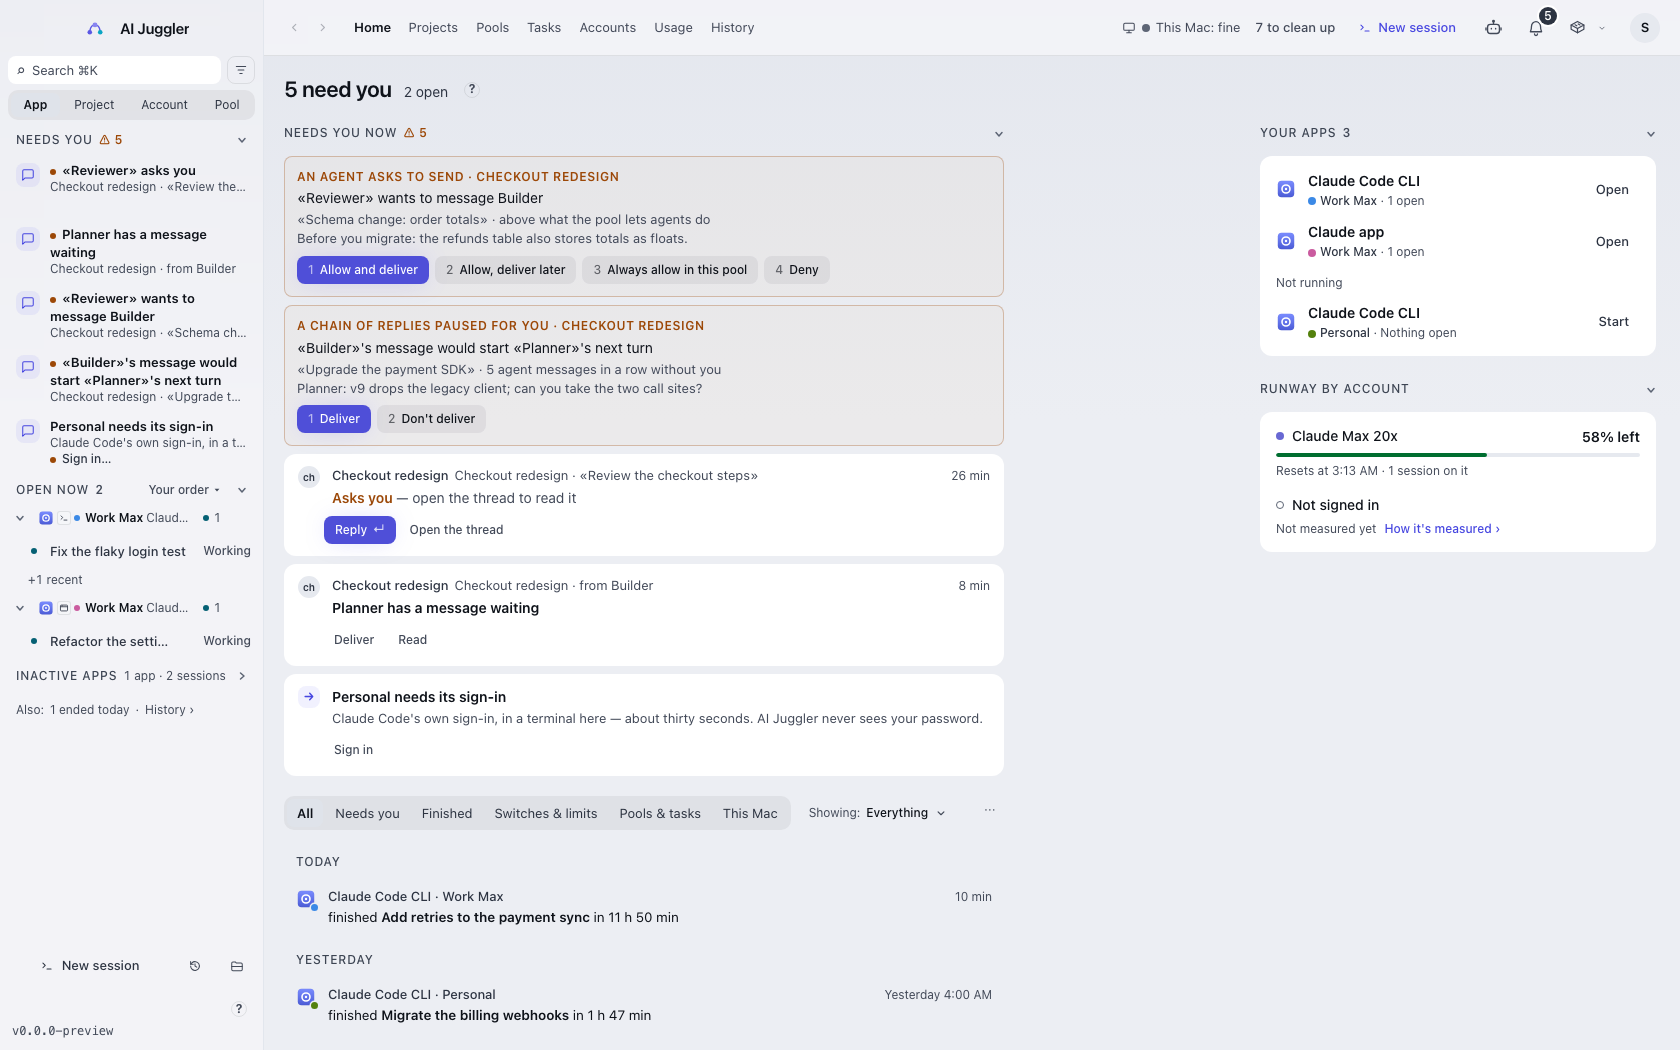 AI Juggler
Search ⌘K
App Project Account Pool
NEEDS YOU 5
«Reviewer» asks you
Checkout redesign · «Review the…
Planner has a message
waiting
Checkout redesign · from Builder
«Reviewer» wants to
message Builder
Checkout redesign · «Schema ch…
«Builder»'s message would
start «Planner»'s next turn
Checkout redesign · «Upgrade t…
Personal needs its sign-in
Claude Code's own sign-in, in a t…
Sign in…
OPEN NOW 2 Your order
Work Max Claud… 1
Fix the flaky login test Working
+1 recent
Work Max Claud… 1
Refactor the setti… Working
INACTIVE APPS 1 app · 2 sessions
Also: 1 ended today · History ›
New session
?
v0.0.0-preview
Home Projects Pools Tasks Accounts Usage History
This Mac: fine 7 to clean up New session 5 S
5 need you 2 open ?
NEEDS YOU NOW 5
AN AGENT ASKS TO SEND · CHECKOUT REDESIGN
«Reviewer» wants to message Builder
«Schema change: order totals» · above what the pool lets agents do
Before you migrate: the refunds table also stores totals as floats.
1 Allow and deliver 2 Allow, deliver later 3 Always allow in this pool 4 Deny
A CHAIN OF REPLIES PAUSED FOR YOU · CHECKOUT REDESIGN
«Builder»'s message would start «Planner»'s next turn
«Upgrade the payment SDK» · 5 agent messages in a row without you
Planner: v9 drops the legacy client; can you take the two call sites?
1 Deliver 2 Don't deliver
ch Checkout redesign Checkout redesign · «Review the checkout steps» 26 min
Asks you — open the thread to read it
Reply Open the thread
ch Checkout redesign Checkout redesign · from Builder 8 min
Planner has a message waiting
Deliver Read
Personal needs its sign-in
Claude Code's own sign-in, in a terminal here — about thirty seconds. AI Juggler never sees your password.
Sign in
All Needs you Finished Switches & limits Pools & tasks This Mac Showing: Everything …
TODAY
Claude Code CLI · Work Max 10 min
finished Add retries to the payment sync in 11 h 50 min
YESTERDAY
Claude Code CLI · Personal Yesterday 4:00 AM
finished Migrate the billing webhooks in 1 h 47 min
YOUR APPS 3
Claude Code CLI Open
Work Max · 1 open
Claude app Open
Work Max · 1 open
Not running
Claude Code CLI Start
Personal · Nothing open
RUNWAY BY ACCOUNT
Claude Max 20x 58% left
Resets at 3:13 AM · 1 session on it
Not signed in
Not measured yet How it's measured ›